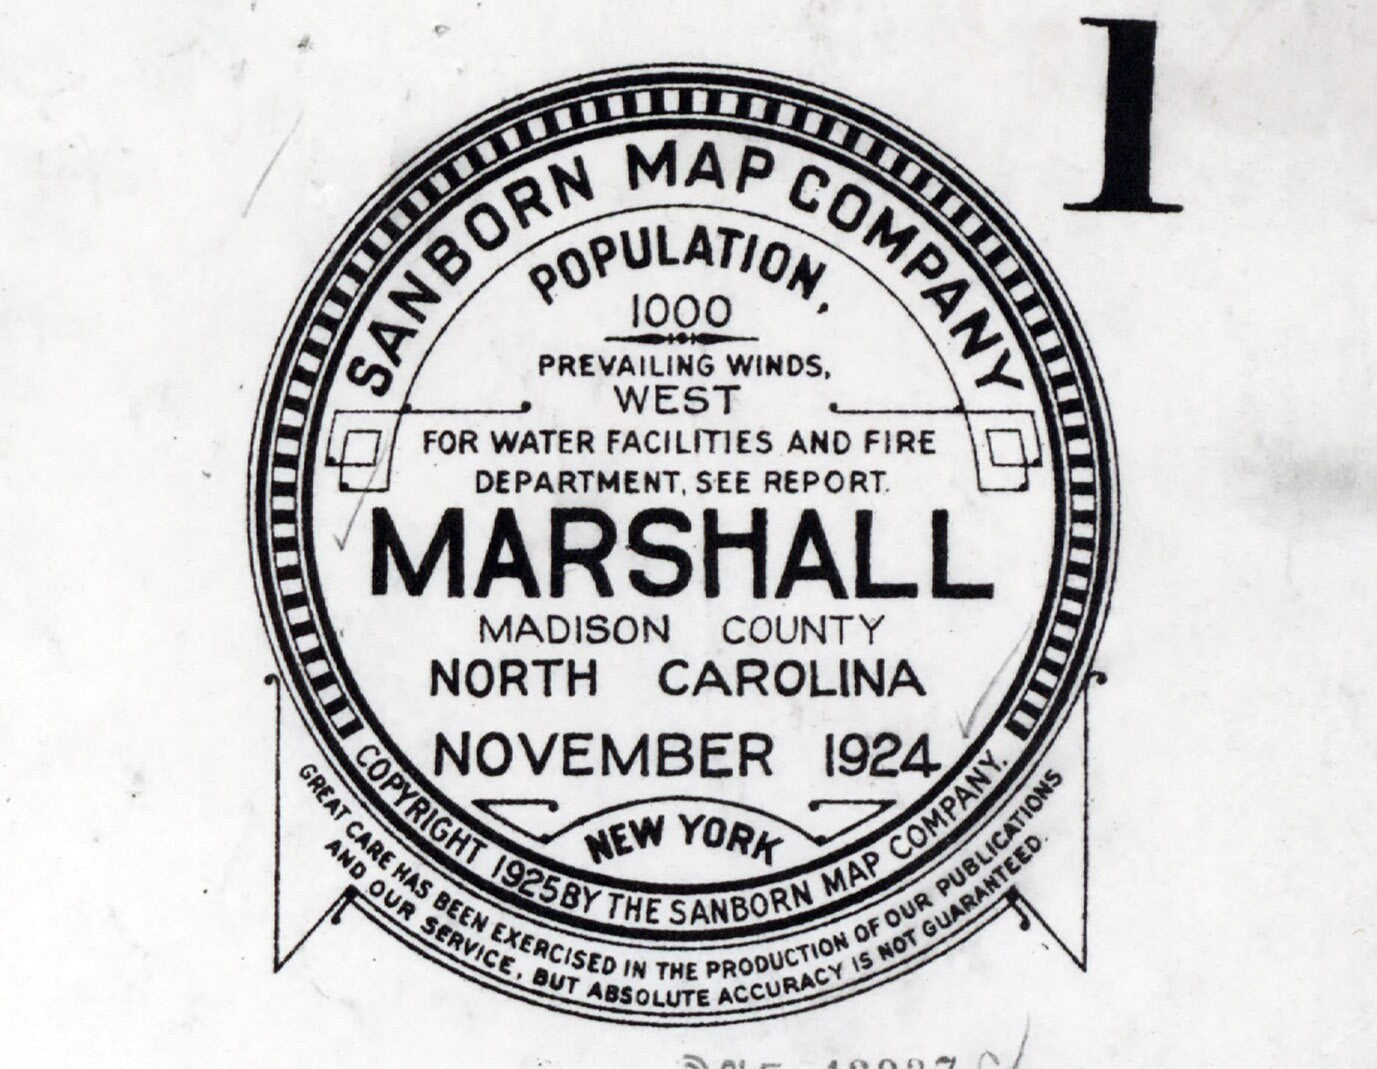 1
SANBORN MAP COMPANY
POPULATION,
1000
PREVAILING WINDS,
WEST
FOR WATER FACILITIES AND FIRE
DEPARTMENT, SEE REPORT.
MARSHALL
MADISON COUNTY
NORTH CAROLINA
NOVEMBER 1924
NEW YORK
COPYRIGHT 1925 BY THE SANBORN MAP COMPANY.
GREAT CARE HAS BEEN EXERCISED IN THE PRODUCTION OF OUR PUBLICATIONS
AND OUR SERVICE, BUT ABSOLUTE ACCURACY IS NOT GUARANTEED.